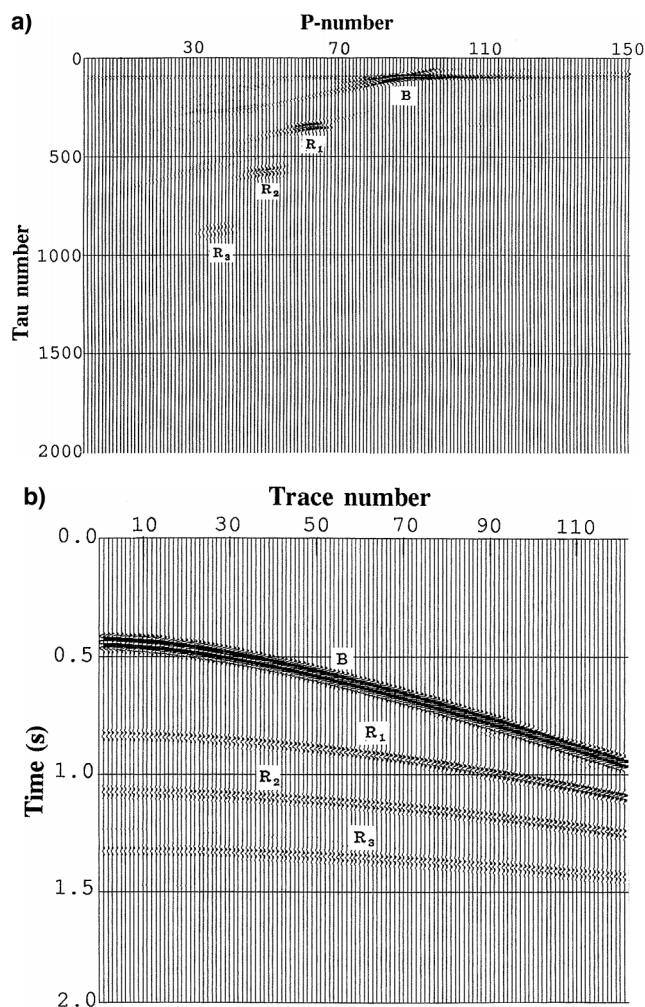 a)
P-number
30 70 110 150
0
B
R₁
500
R₂
R₃
1000
1500
2000
Tau number
b)
Trace number
10 30 50 70 90 110
0.0
B
0.5
R₁
1.0
R₂
R₃
1.5
2.0
Time (s)